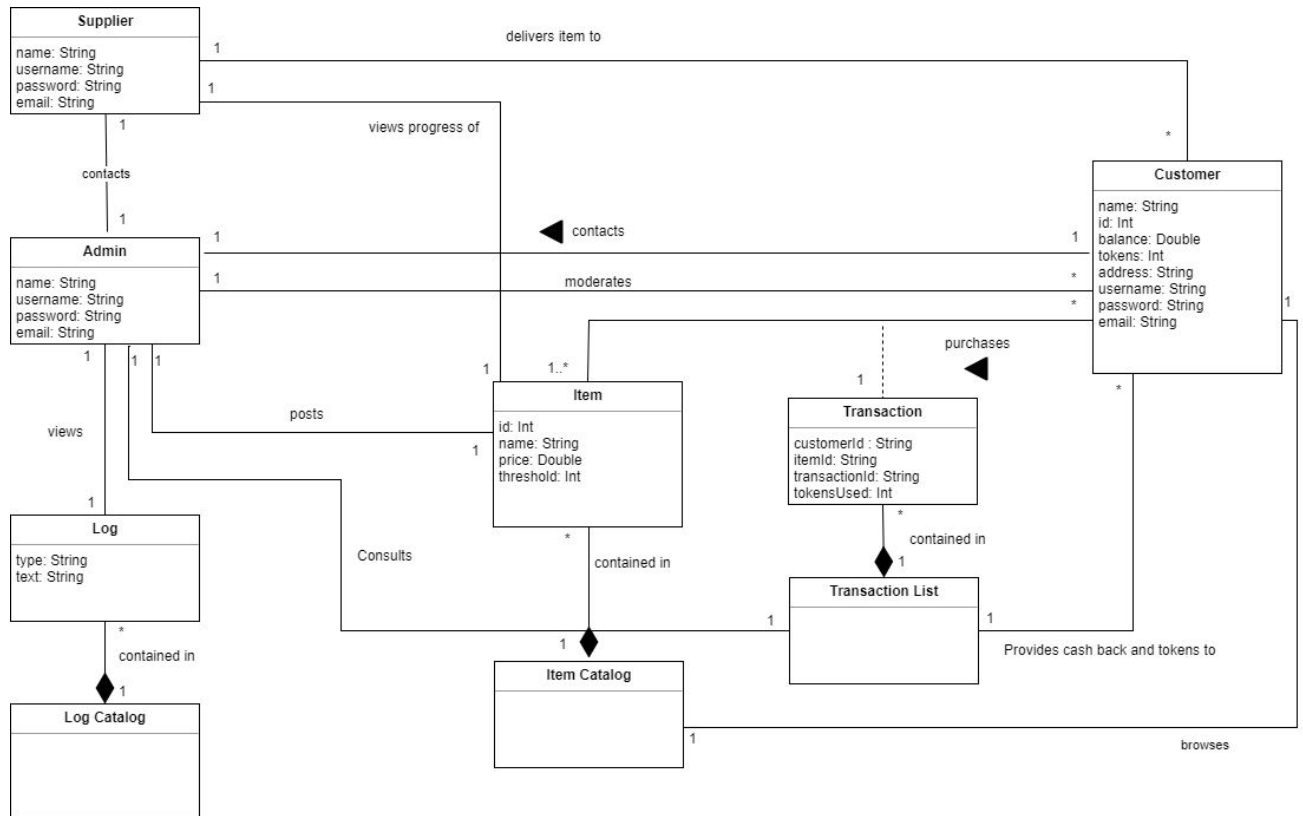 Supplier
name: String
username: String
password: String
email: String
1
delivers item to
1
views progress of
*
1
contacts
1
Customer
name: String
id: Int
balance: Double
tokens: Int
address: String
username: String
password: String
email: String
Admin
name: String
username: String
password: String
email: String
1
contacts
1
1
moderates
*
*
1
purchases
1..*
1
1
*
1
1
1
posts
1
views
1
Item
id: Int
name: String
price: Double
threshold: Int
Transaction
customerId : String
itemId: String
transactionId: String
tokensUsed: Int
Log
type: String
text: String
Consults
*
contained in
*
contained in
1
Transaction List
1
1
Provides cash back and tokens to
*
contained in
1
1
Item Catalog
1
browses
Log Catalog